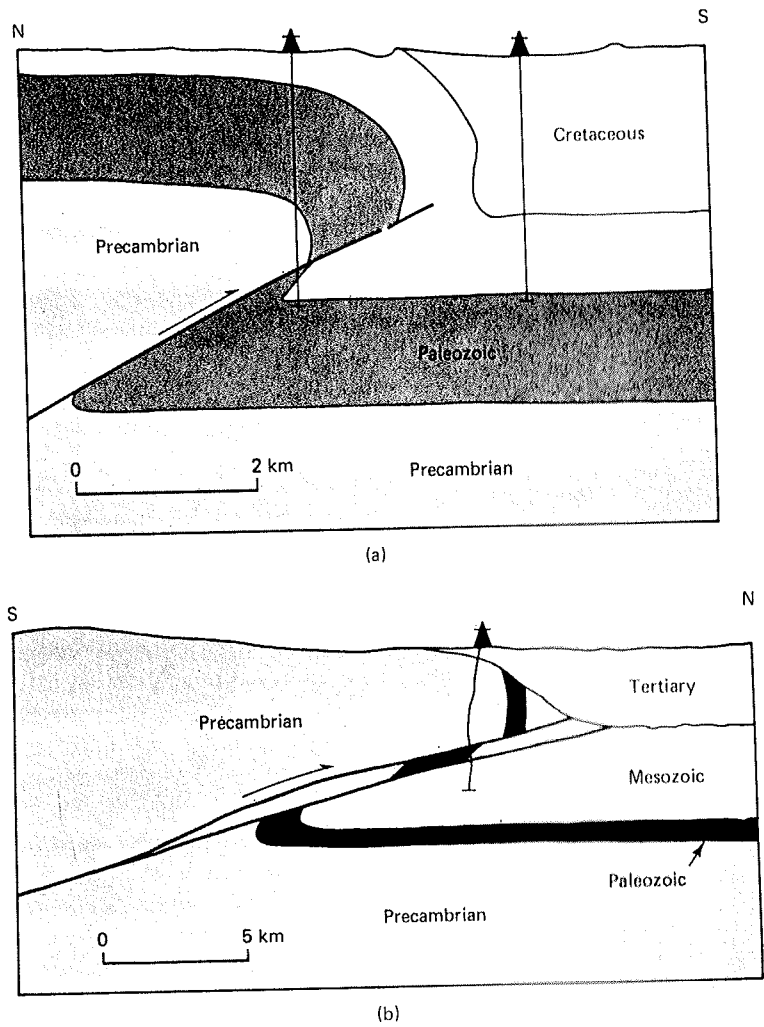 N
S
Cretaceous
Precambrian
Paleozoic
0
2 km
Precambrian
(a)
S
N
Tertiary
Precambrian
Mesozoic
Paleozoic
Precambrian
0
5 km
(b)